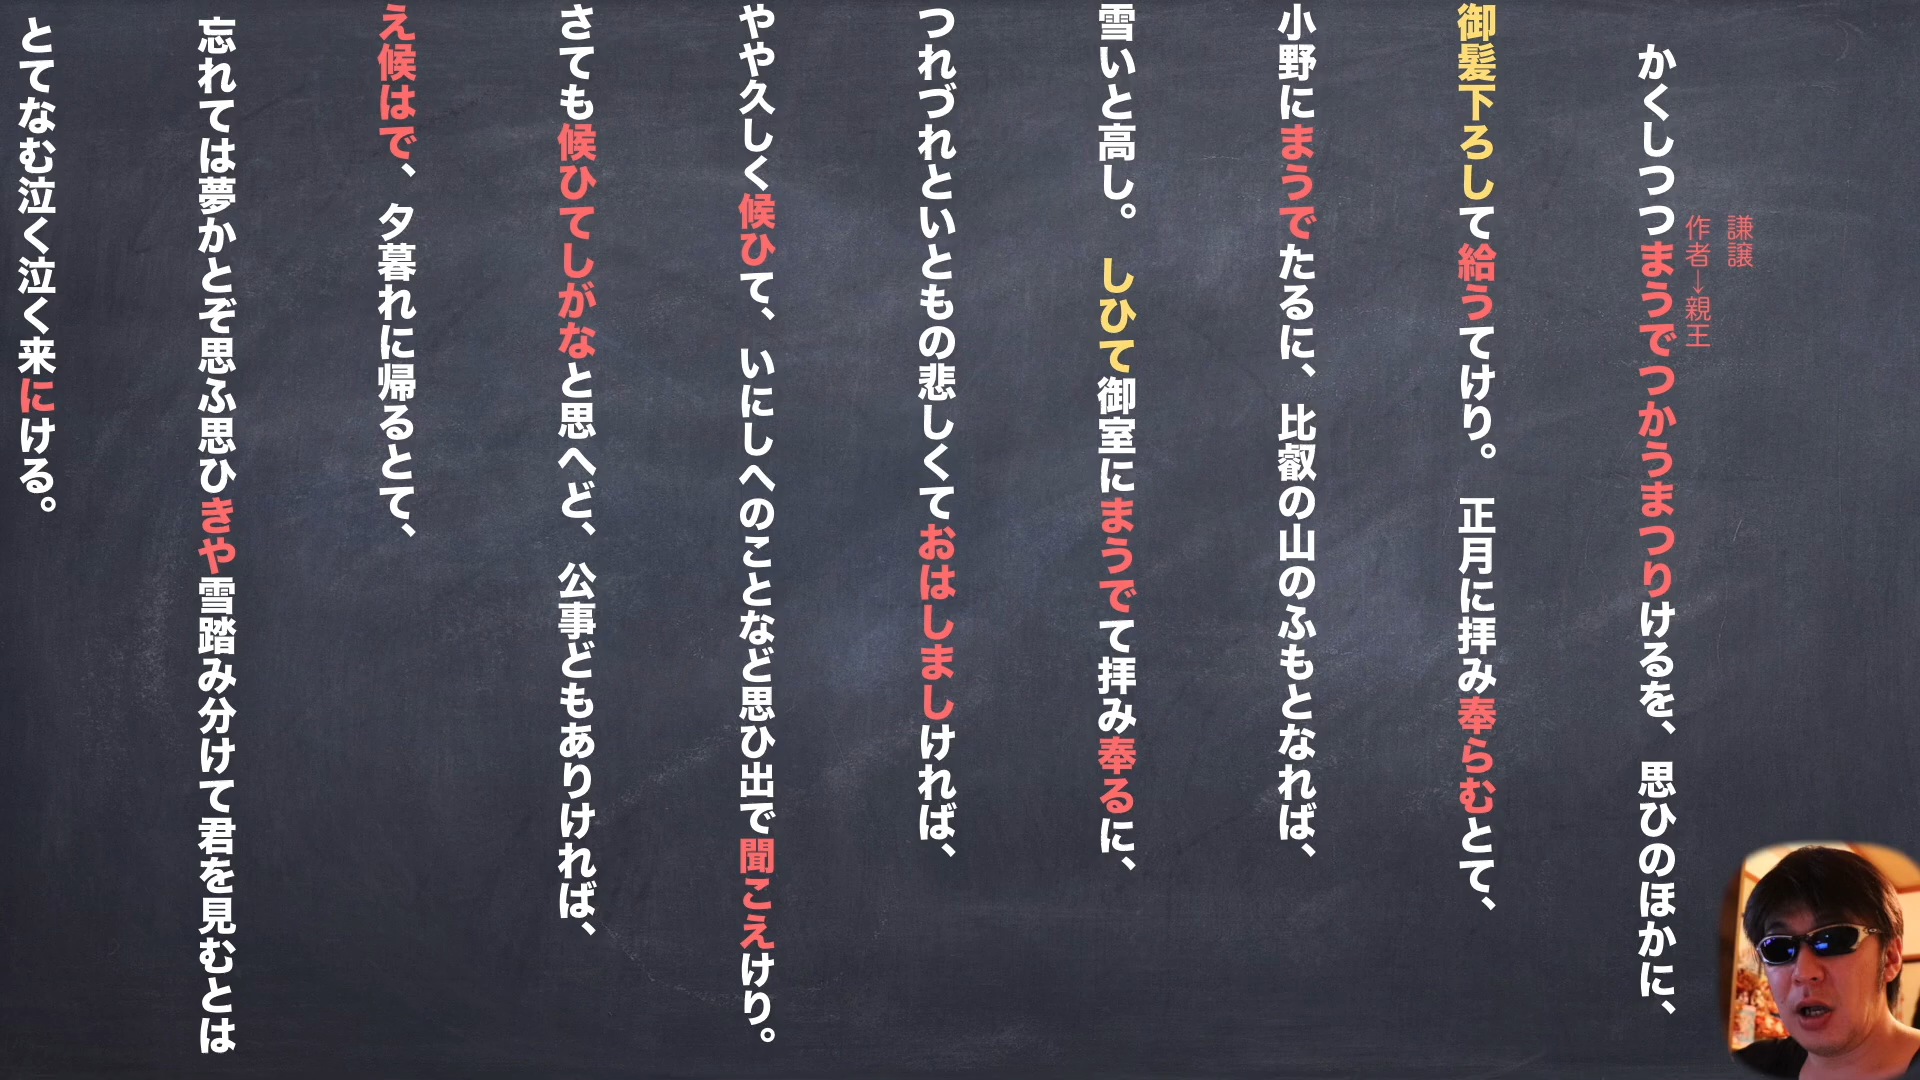 謙譲
作者→親王
かくしつつまうでつかうまつりけるを、思ひのほかに、
御髪下ろして給うてけり。正月に拝み奉らむとて、
小野にまうでたるに、比叡の山のふもとなれば、
雪いと高し。しひて御室にまうでて拝み奉るに、
つれづれといともの悲しくておはしましければ、
やや久しく候ひて、いにしへのことなど思ひ出で聞こえけり。
さても候ひてしがなと思へど、公事どもありければ、
え候はで、夕暮れに帰るとて、
忘れては夢かとぞ思ふ思ひきや雪踏み分けて君を見むとは
とてなむ泣く泣く来にける。